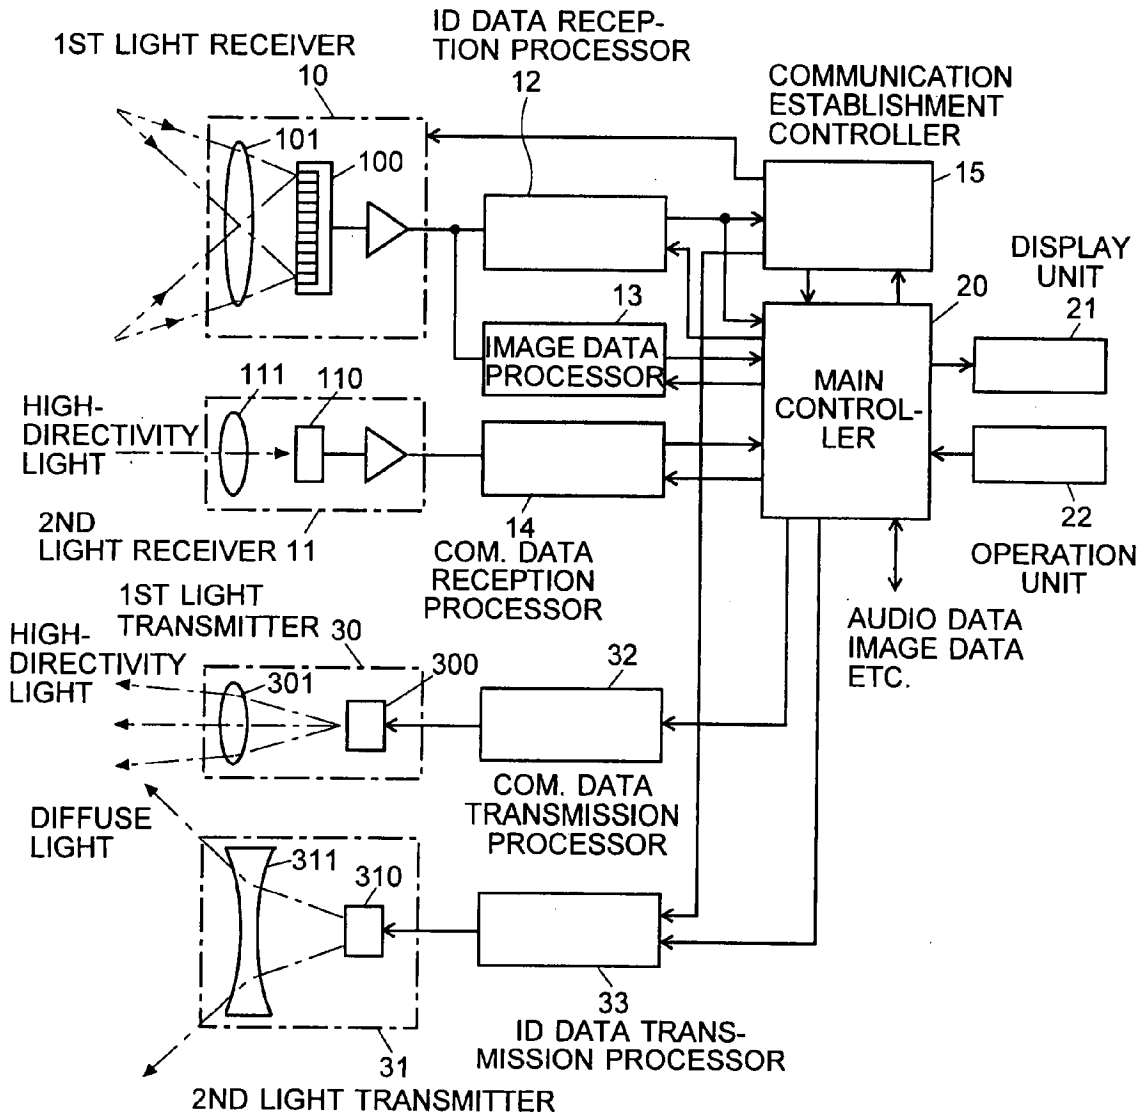 ID DATA RECEP-
TION PROCESSOR
12
1ST LIGHT RECEIVER
10
COMMUNICATION
ESTABLISHMENT
CONTROLLER
15
101
100
DISPLAY
UNIT
21
20
13
IMAGE DATA
PROCESSOR
MAIN
CONTROL-
LER
111
110
HIGH-
DIRECTIVITY
LIGHT
2ND
LIGHT RECEIVER 11
14
COM. DATA
RECEPTION
PROCESSOR
22
OPERATION
UNIT
AUDIO DATA
IMAGE DATA
ETC.
1ST LIGHT
TRANSMITTER 30
HIGH-
DIRECTIVITY
LIGHT
301
300
32
COM. DATA
TRANSMISSION
PROCESSOR
DIFFUSE
LIGHT
311
310
33
ID DATA TRANS-
MISSION PROCESSOR
31
2ND LIGHT TRANSMITTER